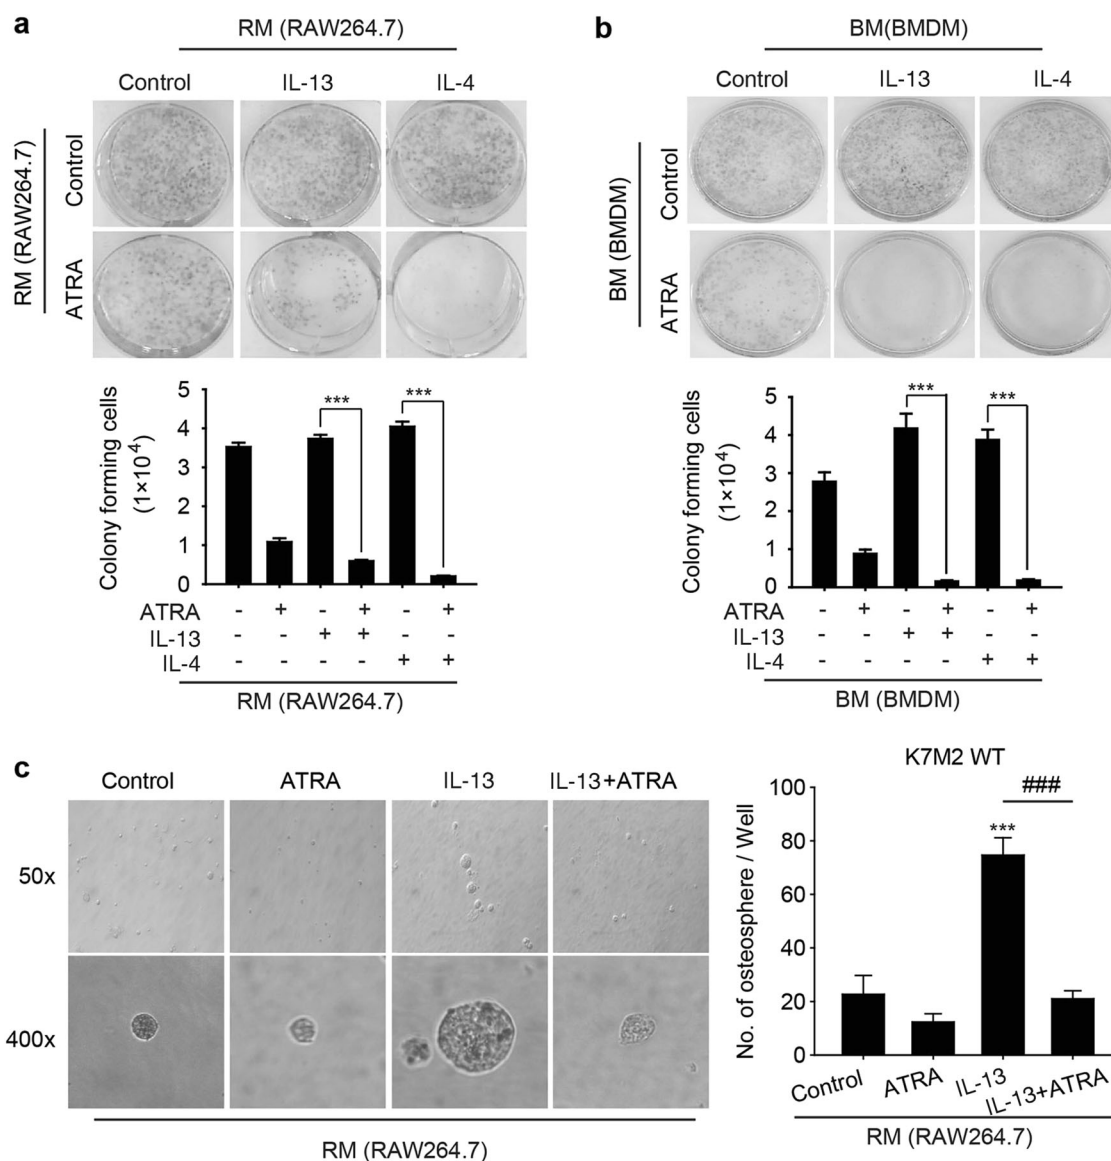 a
RM (RAW264.7)
Control IL-13 IL-4
RM (RAW264.7)
Control
ATRA
Colony forming cells
(1×10⁴)
5
4
3
2
1
0
***
***
ATRA - + - + - +
IL-13 - - + + - -
IL-4 - - - - + +
RM (RAW264.7)
b
BM(BMDM)
Control IL-13 IL-4
BM (BMDM)
Control
ATRA
Colony forming cells
(1×10⁴)
5
4
3
2
1
0
***
***
ATRA - + - + - +
IL-13 - - + + - -
IL-4 - - - - + +
BM (BMDM)
c
Control ATRA IL-13 IL-13+ATRA
50x
400x
RM (RAW264.7)
K7M2 WT
No. of osteosphere / Well
100
80
60
40
20
0
***
###
Control ATRA IL-13 IL-13+ATRA
RM (RAW264.7)